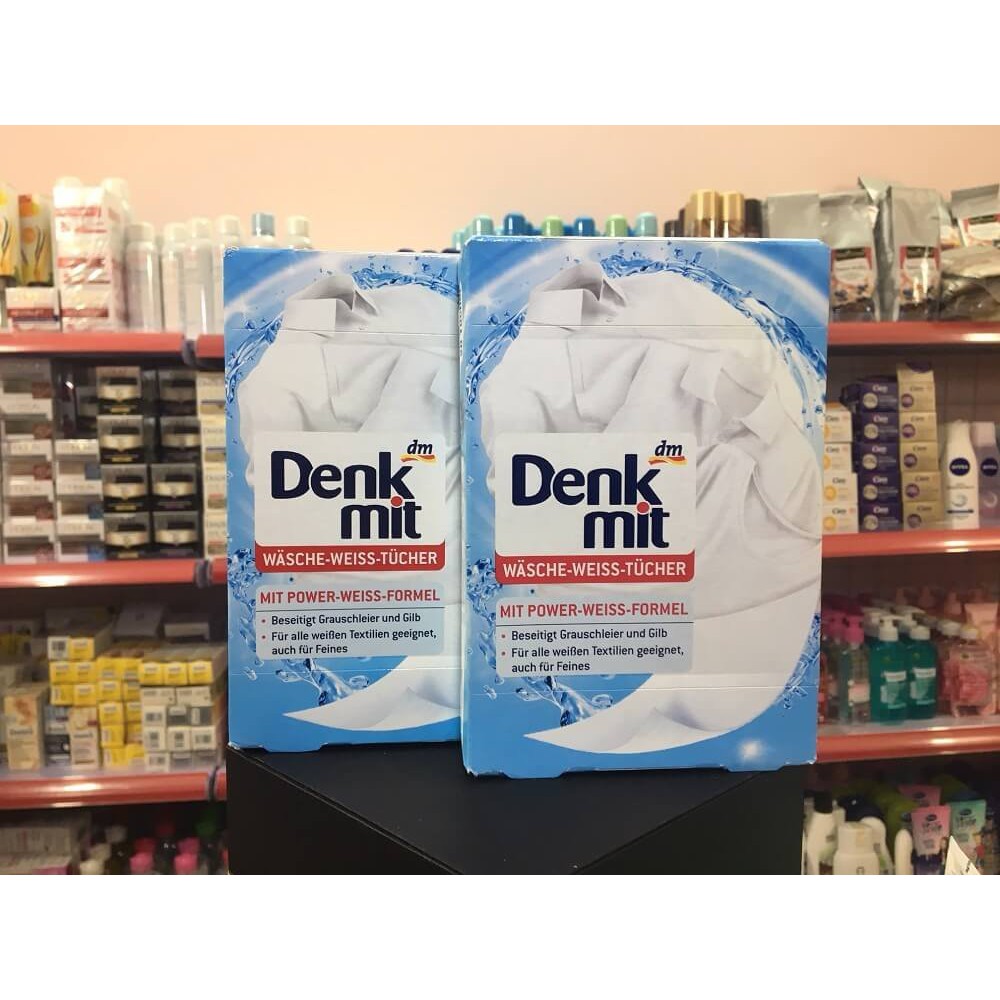 dm
Denk
mit
WÄSCHE-WEISS-TÜCHER
MIT POWER-WEISS-FORMEL
• Beseitigt Grauschleier und Gilb
• Für alle weißen Textilien geeignet,
auch für Feines
dm
Denk
mit
WÄSCHE-WEISS-TÜCHER
MIT POWER-WEISS-FORMEL
• Beseitigt Grauschleier und Gilb
• Für alle weißen Textilien geeignet,
auch für Feines
NIVEA